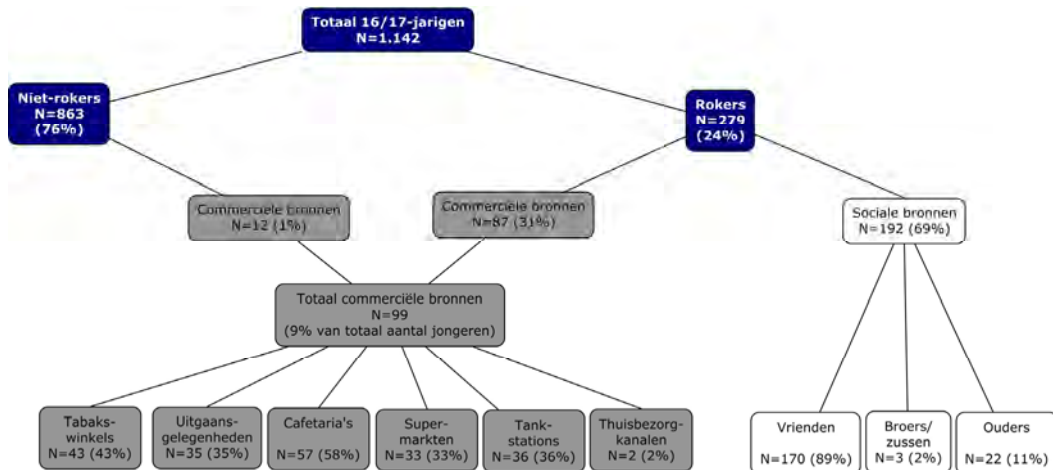 Totaal 16/17-jarigen
N=1.142
Niet-rokers
N=863
(76%)
Rokers
N=279
(24%)
Commerciële bronnen
N=12 (1%)
Commerciële bronnen
N=87 (31%)
Sociale bronnen
N=192 (69%)
Totaal commerciële bronnen
N=99
(9% van totaal aantal jongeren)
Tabaks-
winkels
N=43 (43%)
Uitgaans-
gelegenheden
N=35 (35%)
Cafetaria's
N=57 (58%)
Super-
markten
N=33 (33%)
Tank-
stations
N=36 (36%)
Thuisbezorg-
kanalen
N=2 (2%)
Vrienden
N=170 (89%)
Broers/
zussen
N=3 (2%)
Ouders
N=22 (11%)